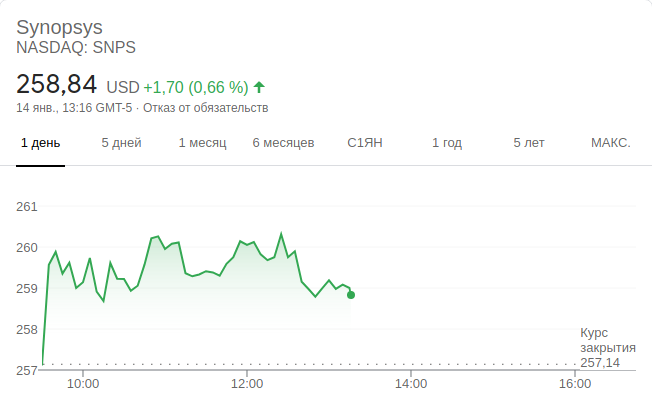 Synopsys
NASDAQ: SNPS
258,84 USD +1,70 (0,66 %)
14 янв., 13:16 GMT-5 · Отказ от обязательств
1 день 5 дней 1 месяц 6 месяцев С1ЯН 1 год 5 лет МАКС.
261
260
259
258
257
Курс
закрытия
257,14
10:00 12:00 14:00 16:00